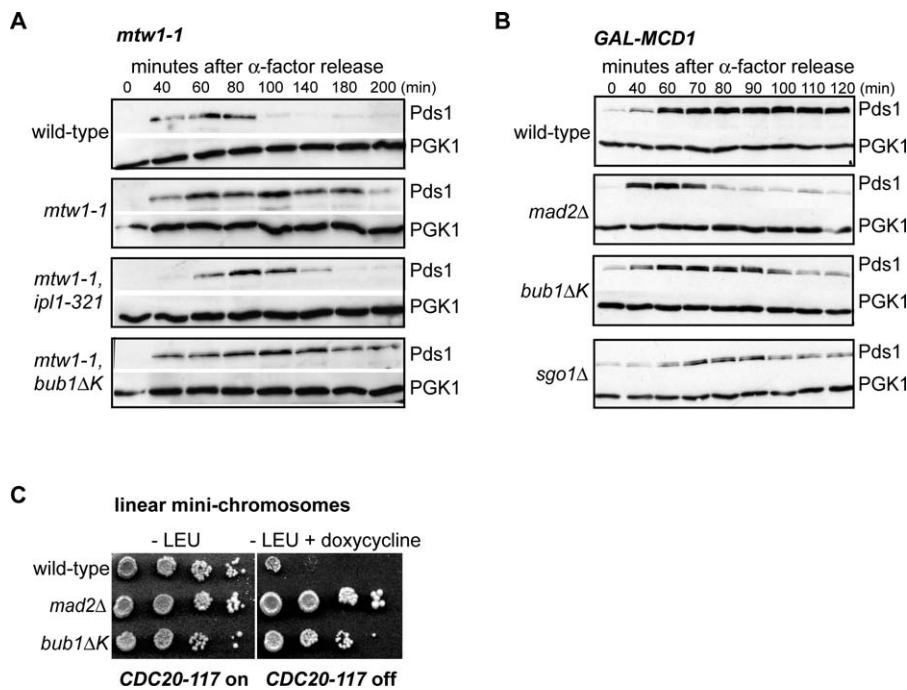 A
mtw1-1
minutes after α-factor release
0 40 60 80 100 140 180 200 (min)
wild-type
Pds1
PGK1
mtw1-1
Pds1
PGK1
mtw1-1,
ipl1-321
Pds1
PGK1
mtw1-1,
bub1ΔK
Pds1
PGK1
B
GAL-MCD1
minutes after α-factor release
0 40 60 70 80 90 100 110 120 (min)
wild-type
Pds1
PGK1
mad2Δ
Pds1
PGK1
bub1ΔK
Pds1
PGK1
sgo1Δ
Pds1
PGK1
C
linear mini-chromosomes
- LEU
- LEU + doxycycline
wild-type
mad2Δ
bub1ΔK
CDC20-117 on
CDC20-117 off